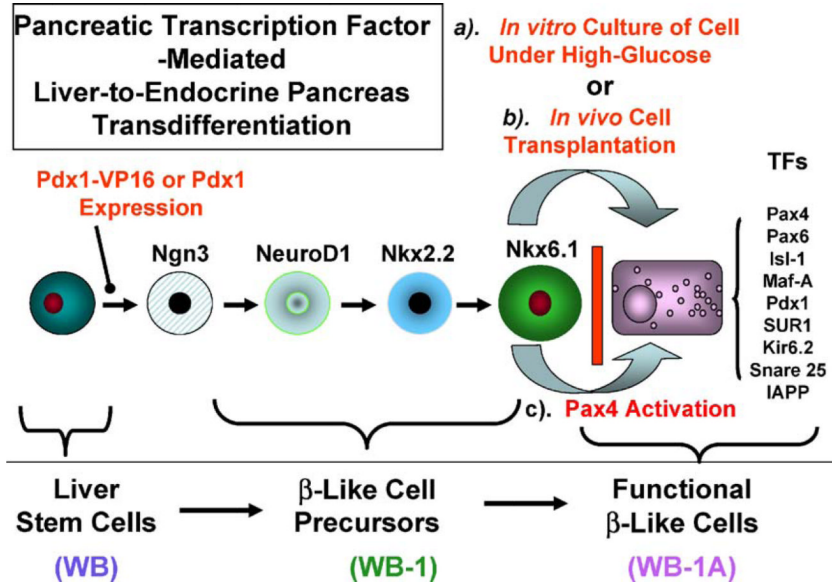 Pancreatic Transcription Factor
-Mediated
Liver-to-Endocrine Pancreas
Transdifferentiation
a). In vitro Culture of Cell
Under High-Glucose
or
b). In vivo Cell
Transplantation
TFs
Pdx1-VP16 or Pdx1
Expression
Ngn3
NeuroD1
Nkx2.2
Nkx6.1
Pax4
Pax6
Isl-1
Maf-A
Pdx1
SUR1
Kir6.2
Snare 25
IAPP
c). Pax4 Activation
Liver
Stem Cells
(WB)
β-Like Cell
Precursors
(WB-1)
Functional
β-Like Cells
(WB-1A)